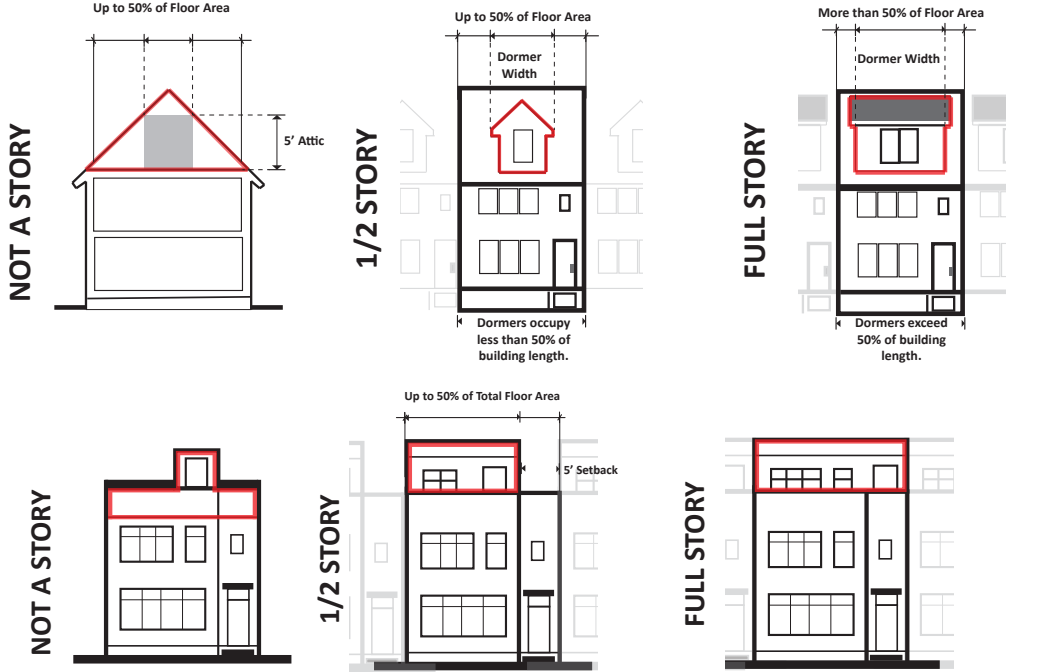 Up to 50% of Floor Area
NOT A STORY
5’ Attic
Up to 50% of Floor Area
Dormer
Width
1/2 STORY
Dormers occupy
less than 50% of
building length.
More than 50% of Floor Area
Dormer Width
FULL STORY
Dormers exceed
50% of building
length.
NOT A STORY
Up to 50% of Total Floor Area
5’ Setback
1/2 STORY
FULL STORY